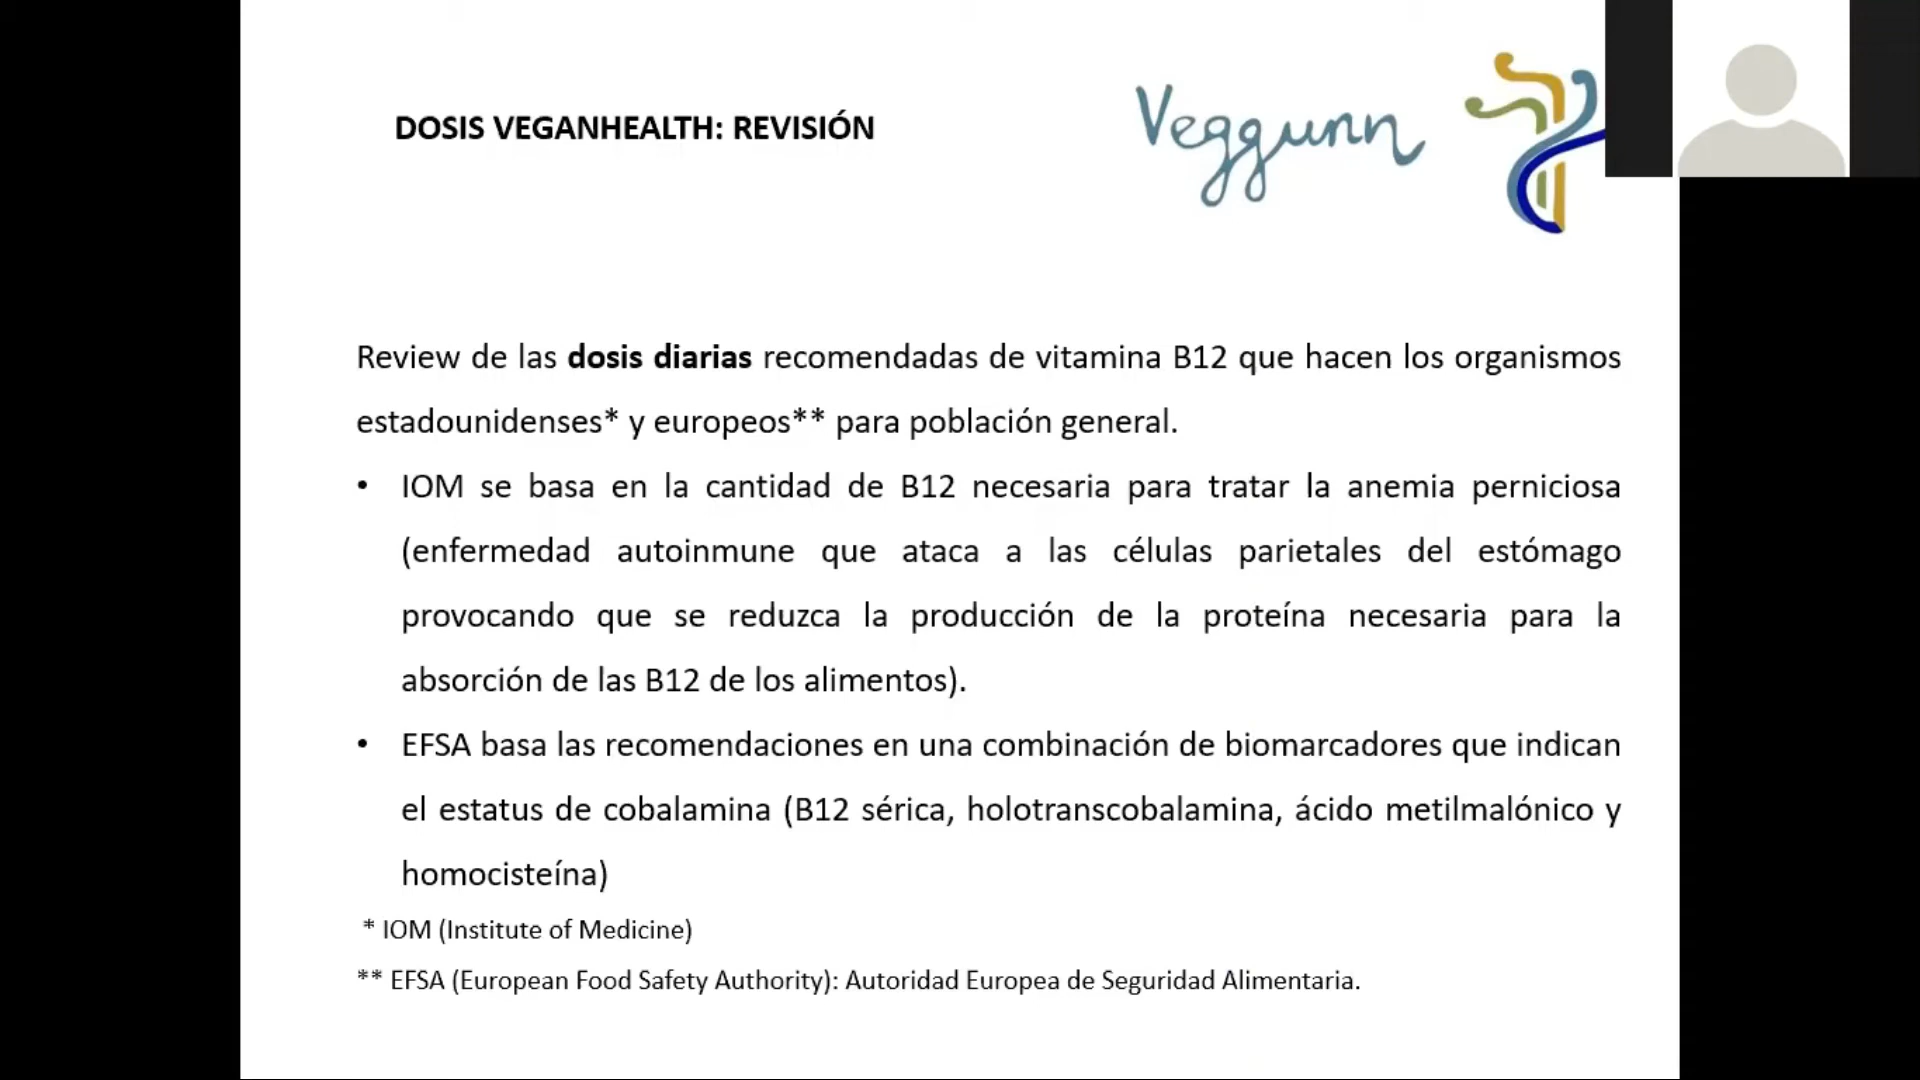 DOSIS VEGANHEALTH: REVISIÓN
Veggunn
Review de las dosis diarias recomendadas de vitamina B12 que hacen los organismos
estadounidenses* y europeos** para población general.
• IOM se basa en la cantidad de B12 necesaria para tratar la anemia perniciosa
(enfermedad autoinmune que ataca a las células parietales del estómago
provocando que se reduzca la producción de la proteína necesaria para la
absorción de las B12 de los alimentos).
• EFSA basa las recomendaciones en una combinación de biomarcadores que indican
el estatus de cobalamina (B12 sérica, holotranscobalamina, ácido metilmalónico y
homocisteína)
* IOM (Institute of Medicine)
** EFSA (European Food Safety Authority): Autoridad Europea de Seguridad Alimentaria.